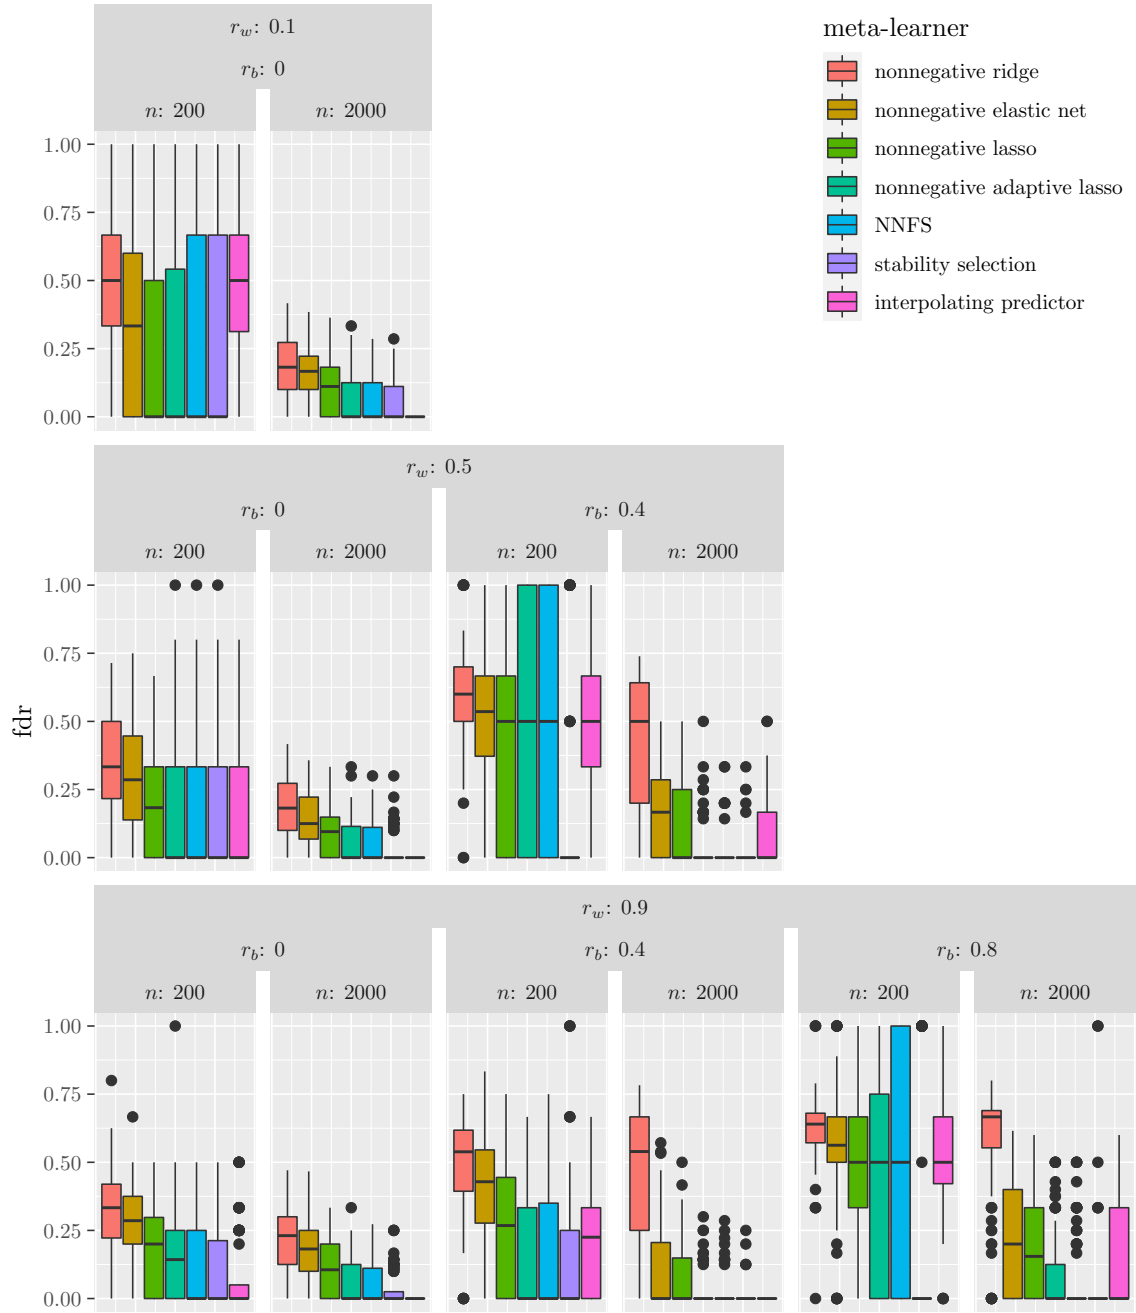 r_w: 0.1
r_b: 0
n: 200 n: 2000
1.00
0.75
0.50
0.25
0.00
meta-learner
nonnegative ridge
nonnegative elastic net
nonnegative lasso
nonnegative adaptive lasso
NNFS
stability selection
interpolating predictor
r_w: 0.5
r_b: 0 r_b: 0.4
n: 200 n: 2000 n: 200 n: 2000
1.00
0.75
0.50
0.25
0.00
fdr
r_w: 0.9
r_b: 0 r_b: 0.4 r_b: 0.8
n: 200 n: 2000 n: 200 n: 2000 n: 200 n: 2000
1.00
0.75
0.50
0.25
0.00